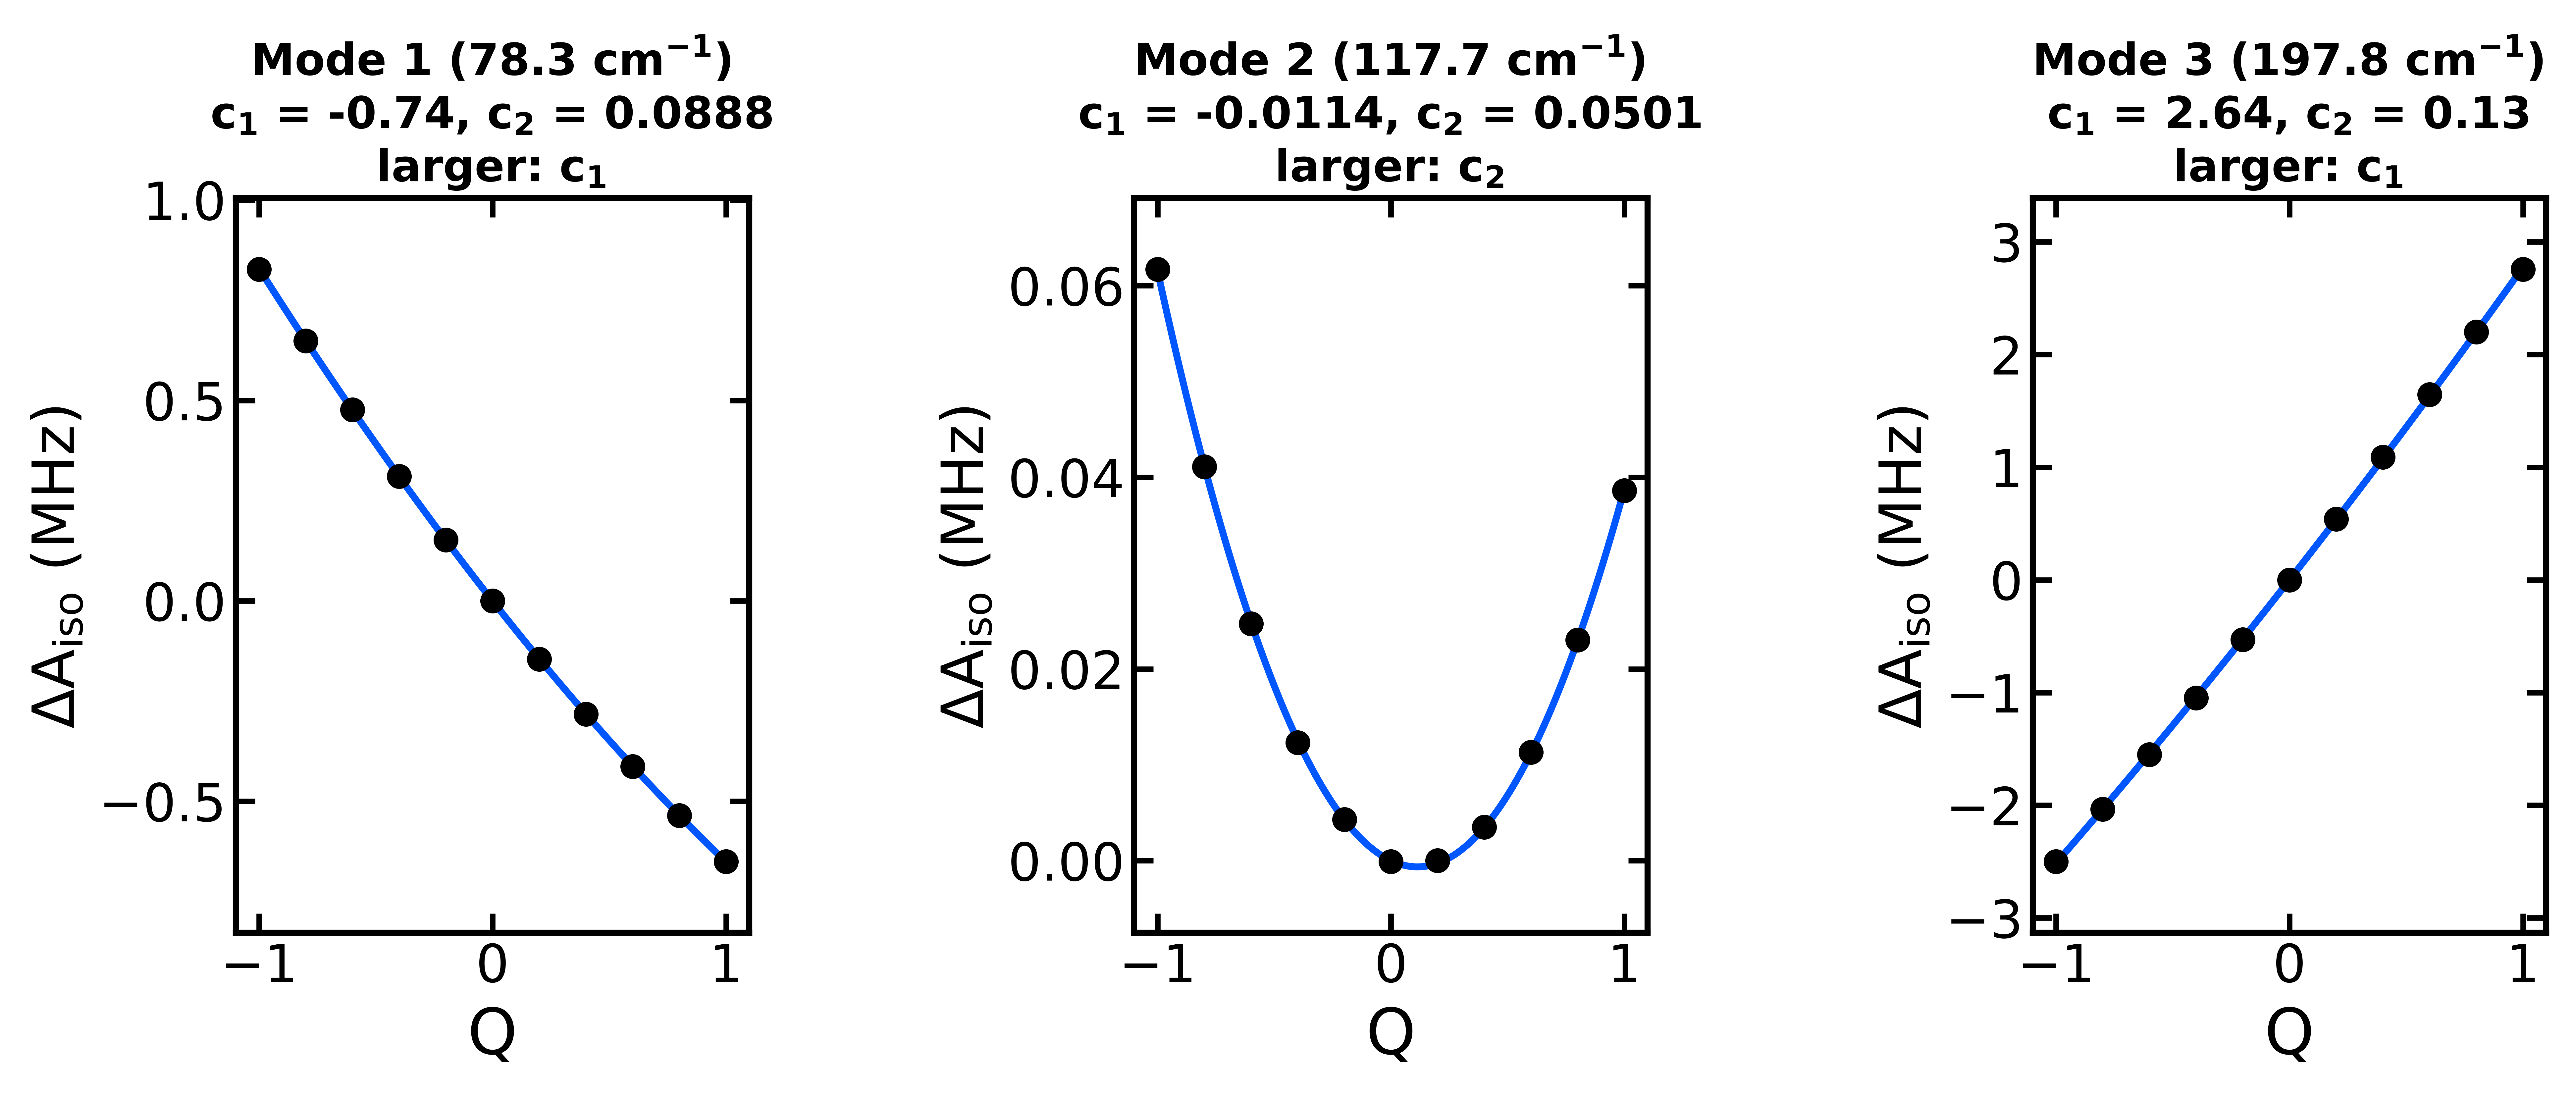 Mode 1 (78.3 cm⁻¹)
c₁ = -0.74, c₂ = 0.0888
larger: c₁
1.0
0.5
0.0
−0.5
ΔA_iso (MHz)
−1 0 1
Q
Mode 2 (117.7 cm⁻¹)
c₁ = -0.0114, c₂ = 0.0501
larger: c₂
0.06
0.04
0.02
0.00
ΔA_iso (MHz)
−1 0 1
Q
Mode 3 (197.8 cm⁻¹)
c₁ = 2.64, c₂ = 0.13
larger: c₁
3
2
1
0
−1
−2
−3
ΔA_iso (MHz)
−1 0 1
Q